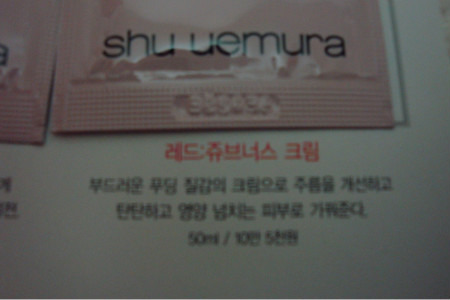 shu uemura
레드:쥬브너스 크림
부드러운 푸딩 질감의 크림으로 주름을 개선하고
탄탄하고 영양 넘치는 피부로 가꿔준다.
50ml / 10만 5천원